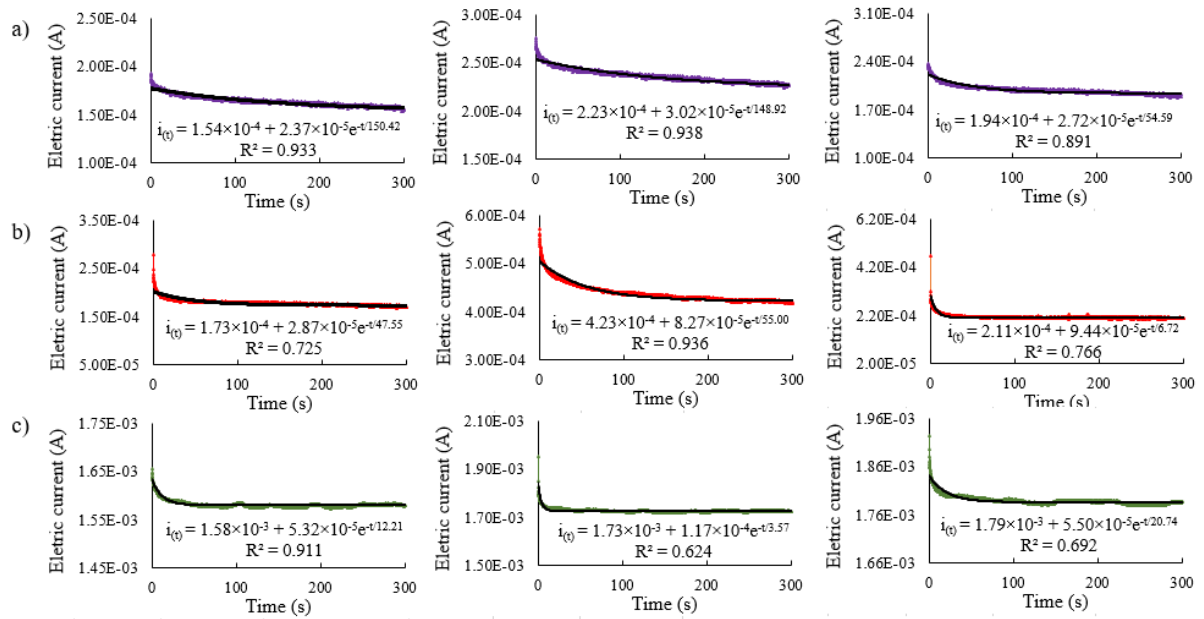 a)
Eletric current (A)
2.50E-04
2.00E-04
1.50E-04
1.00E-04
i(t) = 1.54×10-4 + 2.37×10-5e-t/150.42
R² = 0.933
0 100 200 300
Time (s)
Eletric current (A)
3.00E-04
2.50E-04
2.00E-04
1.50E-04
i(t) = 2.23×10-4 + 3.02×10-5e-t/148.92
R² = 0.938
0 100 200 300
Time (s)
Eletric current (A)
3.10E-04
2.40E-04
1.70E-04
1.00E-04
i(t) = 1.94×10-4 + 2.72×10-5e-t/54.59
R² = 0.891
0 100 200 300
Time (s)
b)
Eletric current (A)
3.50E-04
2.50E-04
1.50E-04
5.00E-05
i(t) = 1.73×10-4 + 2.87×10-5e-t/47.55
R² = 0.725
0 100 200 300
Time (s)
Eletric current (A)
6.00E-04
5.00E-04
4.00E-04
3.00E-04
i(t) = 4.23×10-4 + 8.27×10-5e-t/55.00
R² = 0.936
0 100 200 300
Time (s)
Eletric current (A)
6.20E-04
4.20E-04
2.20E-04
2.00E-05
i(t) = 2.11×10-4 + 9.44×10-5e-t/6.72
R² = 0.766
0 100 200 300
Time (s)
c)
Eletric current (A)
1.75E-03
1.65E-03
1.55E-03
1.45E-03
i(t) = 1.58×10-3 + 5.32×10-5e-t/12.21
R² = 0.911
0 100 200 300
Time (s)
Eletric current (A)
2.10E-03
1.90E-03
1.70E-03
1.50E-03
i(t) = 1.73×10-3 + 1.17×10-4e-t/3.57
R² = 0.624
0 100 200 300
Time (s)
Eletric current (A)
1.96E-03
1.86E-03
1.76E-03
1.66E-03
i(t) = 1.79×10-3 + 5.50×10-5e-t/20.74
R² = 0.692
0 100 200 300
Time (s)